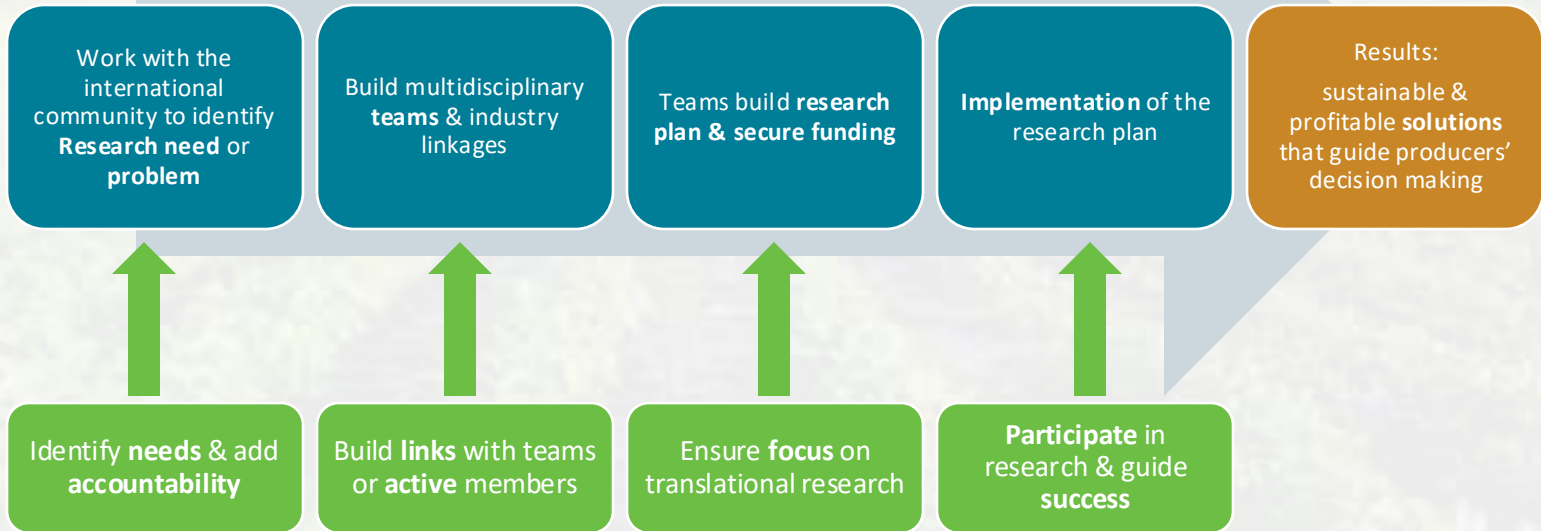 Work with the
international
community to identify
Research need or
problem
Build multidisciplinary
teams & industry
linkages
Teams build research
plan & secure funding
Implementation of the
research plan
Results:
sustainable &
profitable solutions
that guide producers’
decision making
Identify needs & add
accountability
Build links with teams
or active members
Ensure focus on
translational research
Participate in
research & guide
success